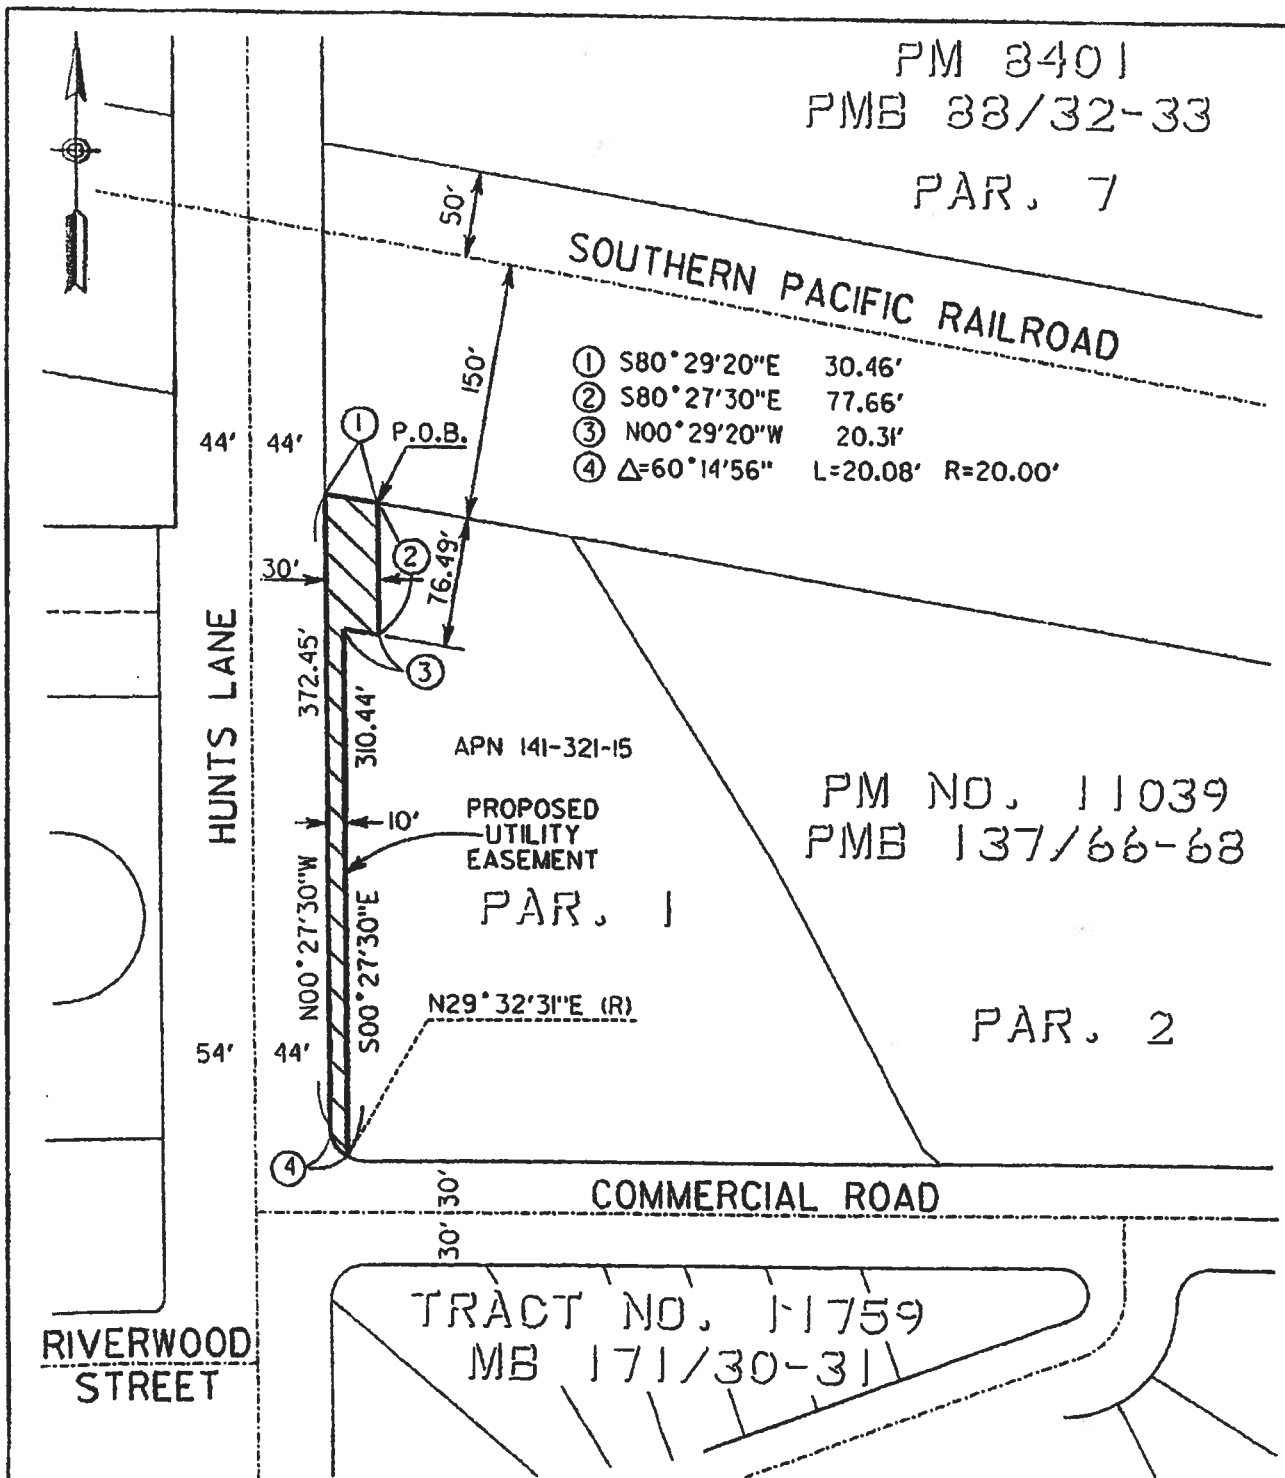 PM 8401
PMB 88/32-33
PAR. 7
50'
SOUTHERN PACIFIC RAILROAD
150'
① S80°29'20"E 30.46'
② S80°27'30"E 77.66'
③ N00°29'20"W 20.31'
④ Δ=60°14'56" L=20.08' R=20.00'
44' 44'
①
P.O.B.
②
30'
76.49'
③
HUNTS LANE
372.45'
310.44'
APN 141-321-15
PM NO. 11039
PMB 137/66-68
10'
PROPOSED
UTILITY
EASEMENT
PAR. 1
N00°27'30"W
S00°27'30"E
N29°32'31"E (R)
PAR. 2
54' 44'
④
30'
COMMERCIAL ROAD
30'
TRACT NO. 11759
MB 171/30-31
RIVERWOOD
STREET